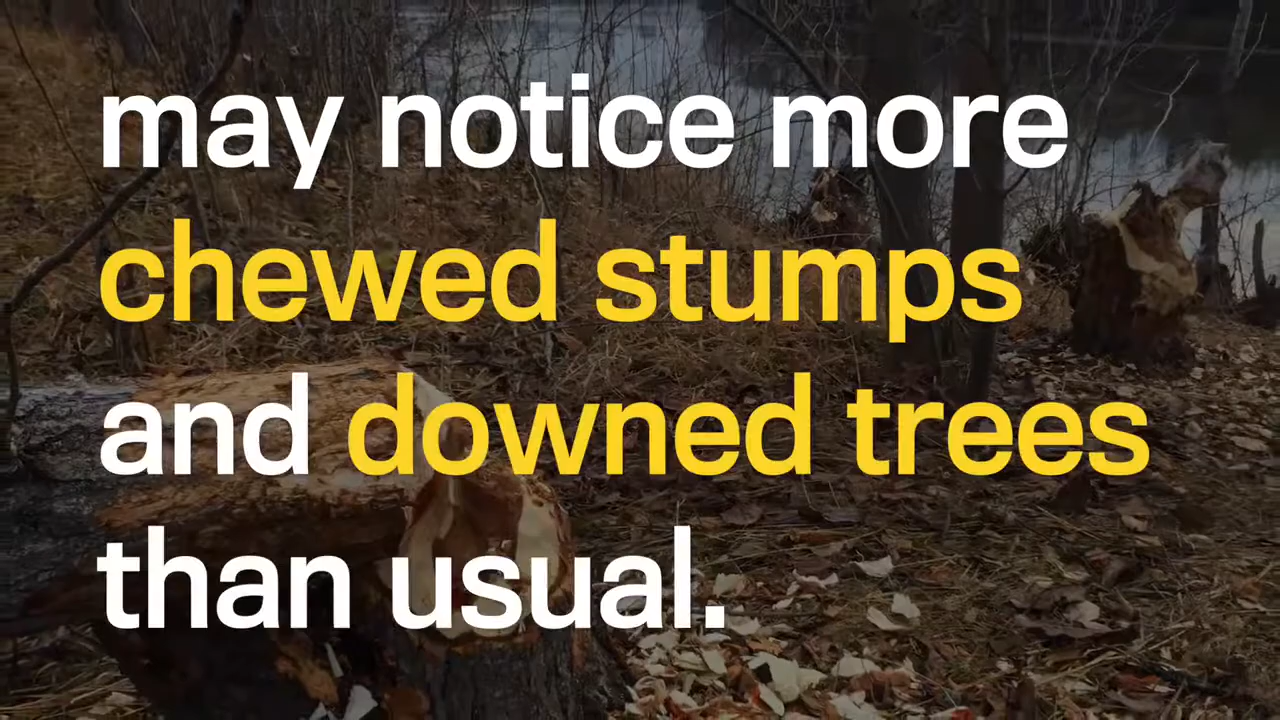 may notice more
chewed stumps
and downed trees
than usual.